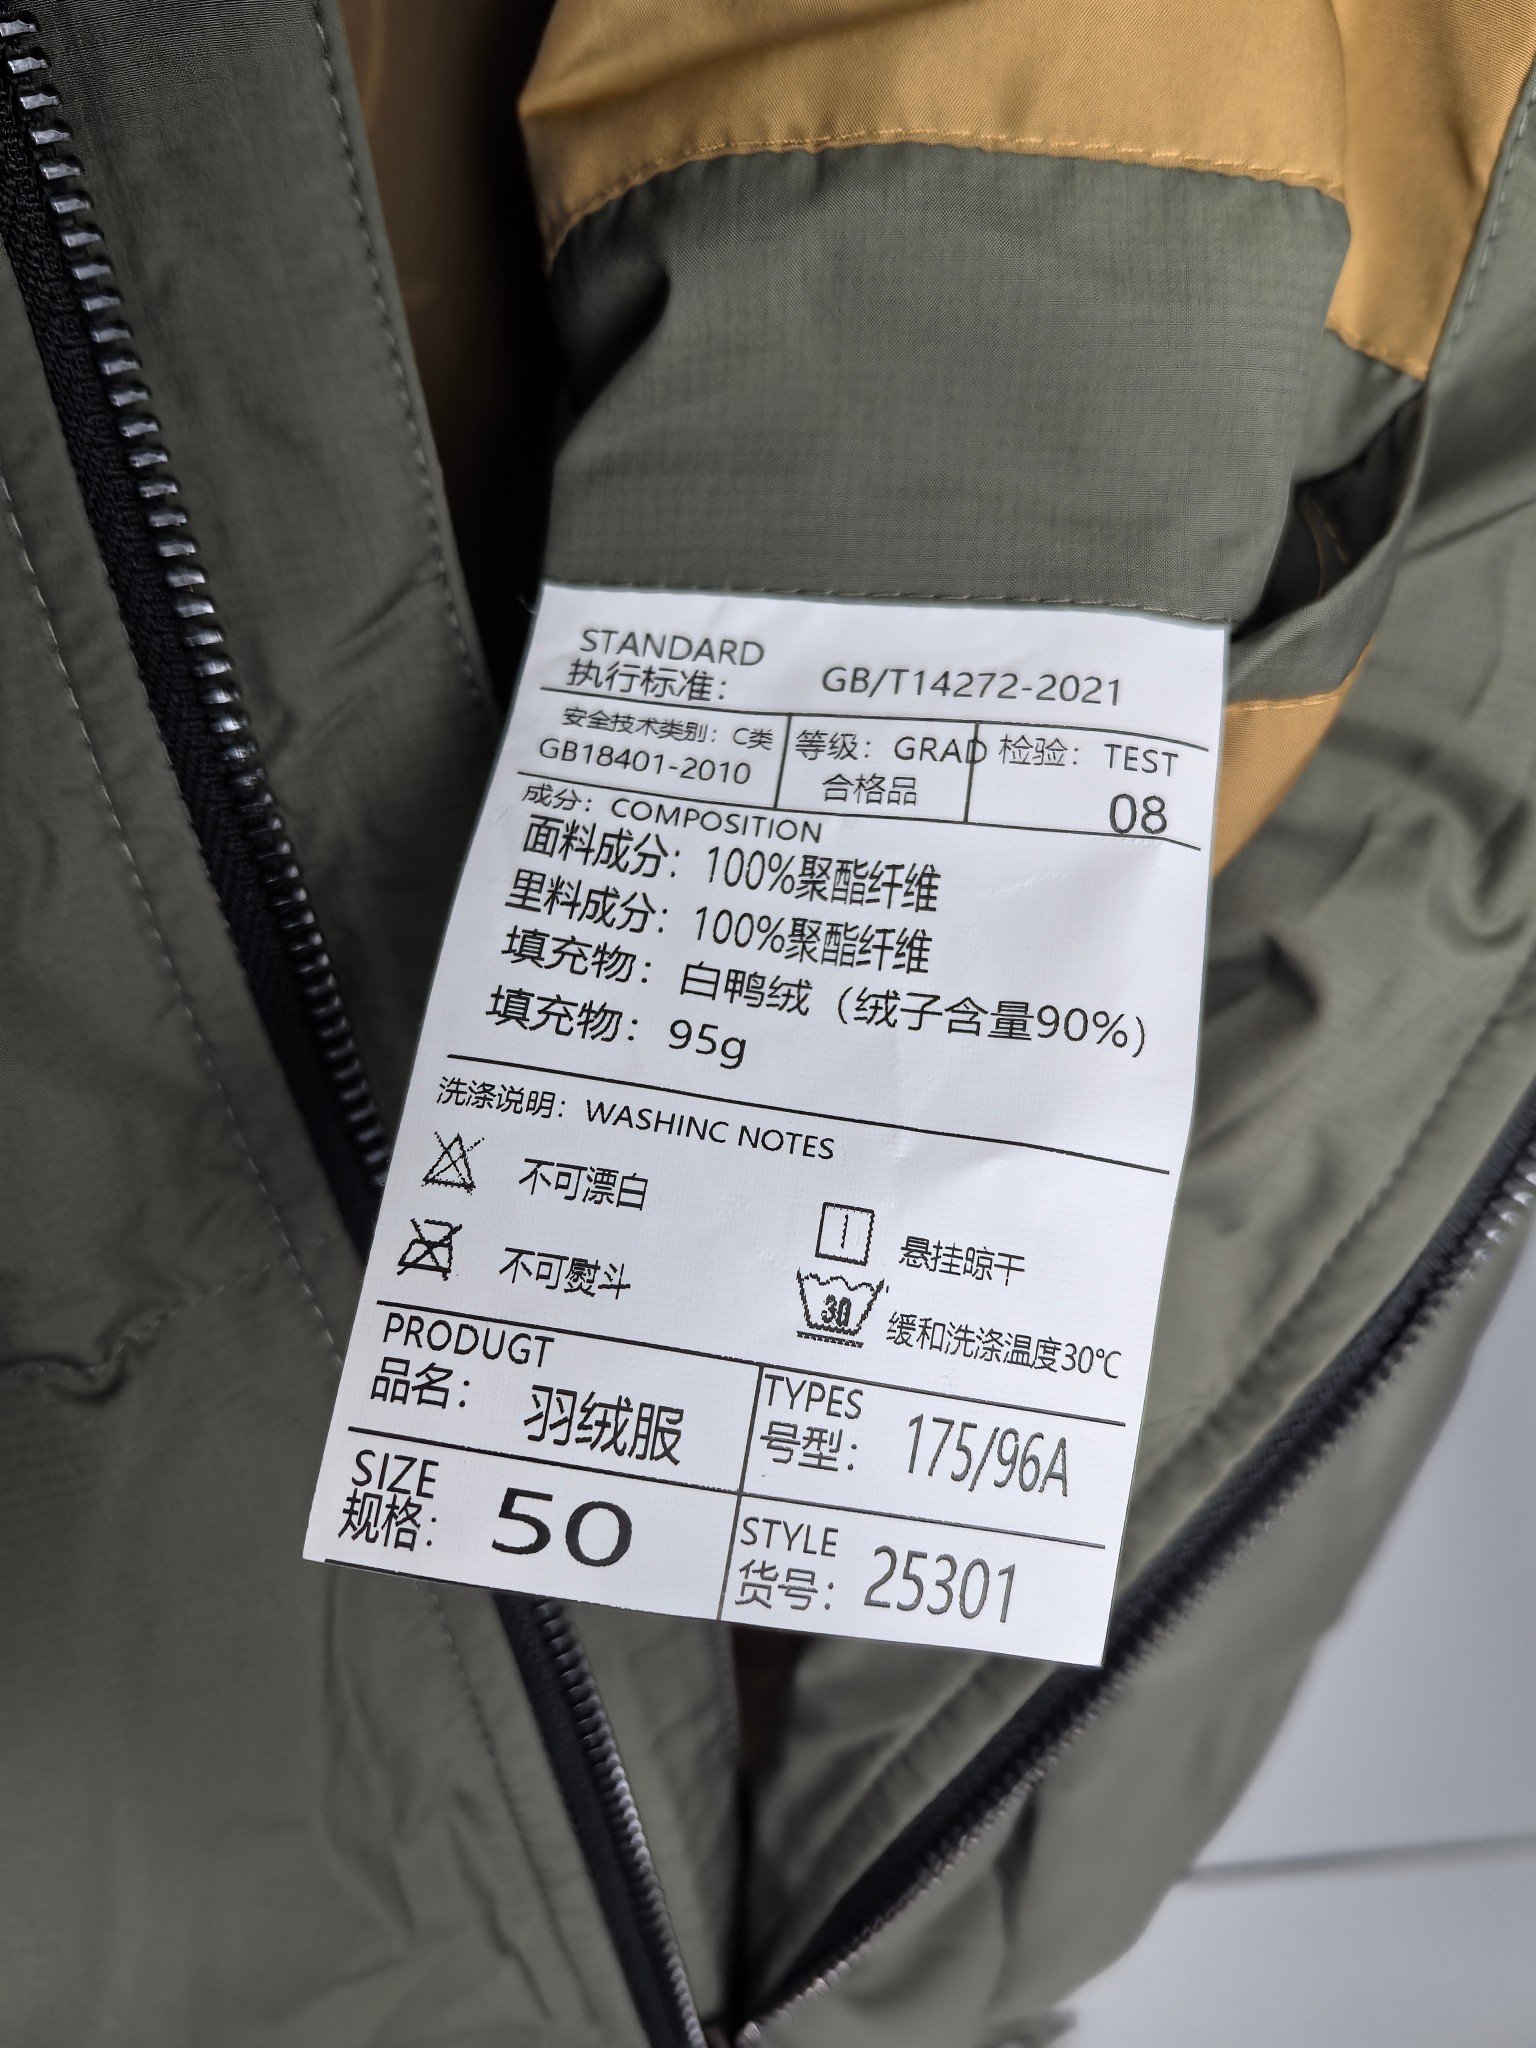 STANDARD
执行标准: GB/T14272-2021
安全技术类别: C类
GB18401-2010
等级: GRAD
合格品
检验: TEST
08
成分: COMPOSITION
面料成分: 100%聚酯纤维
里料成分: 100%聚酯纤维
填充物: 白鸭绒（绒子含量90%）
填充物: 95g
洗涤说明: WASHINC NOTES
不可漂白
不可熨斗
悬挂晾干
30
缓和洗涤温度30℃
PRODUGT
品名: 羽绒服
TYPES
号型: 175/96A
SIZE
规格: 50
STYLE
货号: 25301